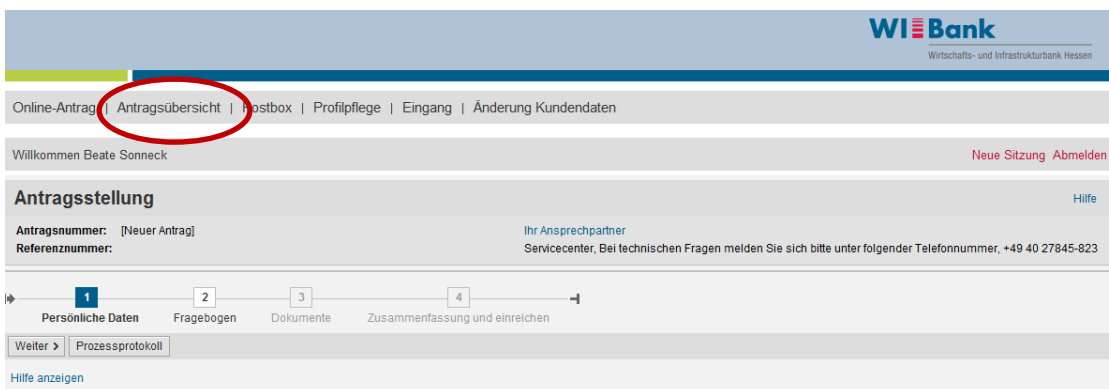 WIBank
Wirtschafts- und Infrastrukturbank Hessen
Online-Antrag | Antragsübersicht | Postbox | Profilpflege | Eingang | Änderung Kundendaten
Willkommen Beate Sonneck Neue Sitzung Abmelden
Antragsstellung Hilfe
Antragsnummer: [Neuer Antrag] Ihr Ansprechpartner
Referenznummer: Servicecenter, Bei technischen Fragen melden Sie sich bitte unter folgender Telefonnummer, +49 40 27845-823
1 2 3 4
Persönliche Daten Fragebogen Dokumente Zusammenfassung und einreichen
Weiter > Prozessprotokoll
Hilfe anzeigen